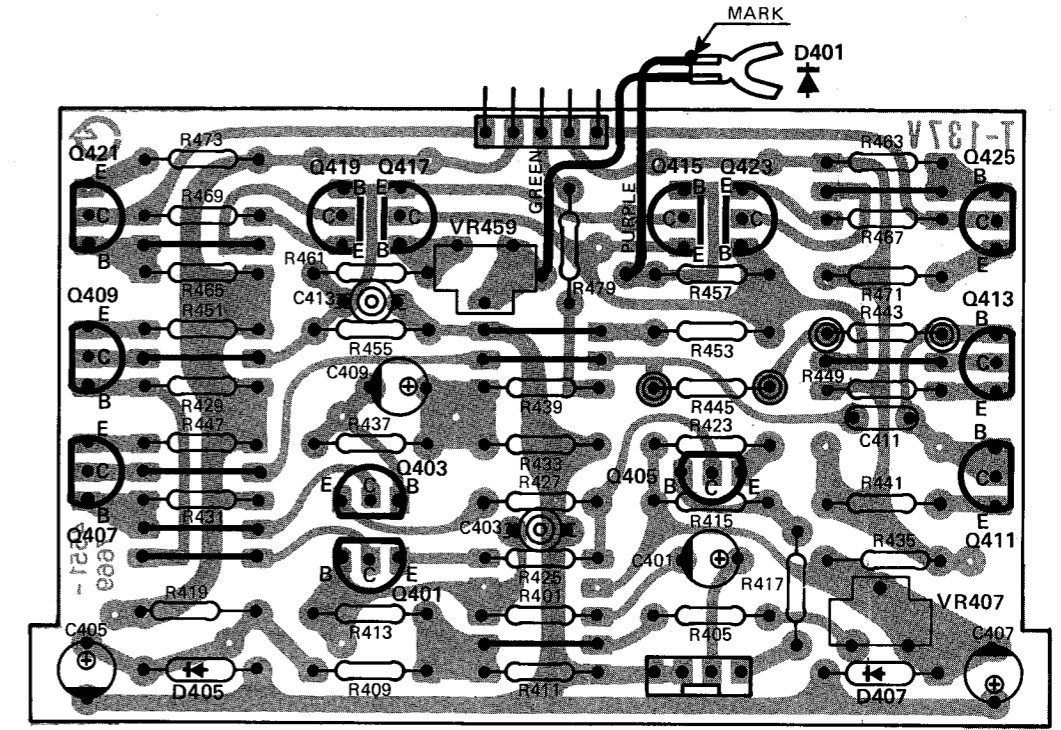 MARK
D401
T-137V
R473
R463
Q421
E
Q419
Q417
GREEN
Q415
Q423
Q425
B
E
B
E
B
R469
C
C
C
PURPLE
C
C
R467
C
B
E
B
VR459
E
B
E
R465
R461
R479
R457
R471
Q409
E
C413
R443
Q413
B
R451
R455
R453
C
C409
R449
C
R429
B
R439
R445
E
R447
E
R437
R423
C411
B
Q407
C
Q403
R433
Q405
C
E
C
B
R427
B
C
E
R441
R431
B
C403
R415
E
R435
Q411
B
C
E
R425
C401
R417
R419
Q401
R401
VR407
C405
R413
R405
C407
D405
R409
R411
D407